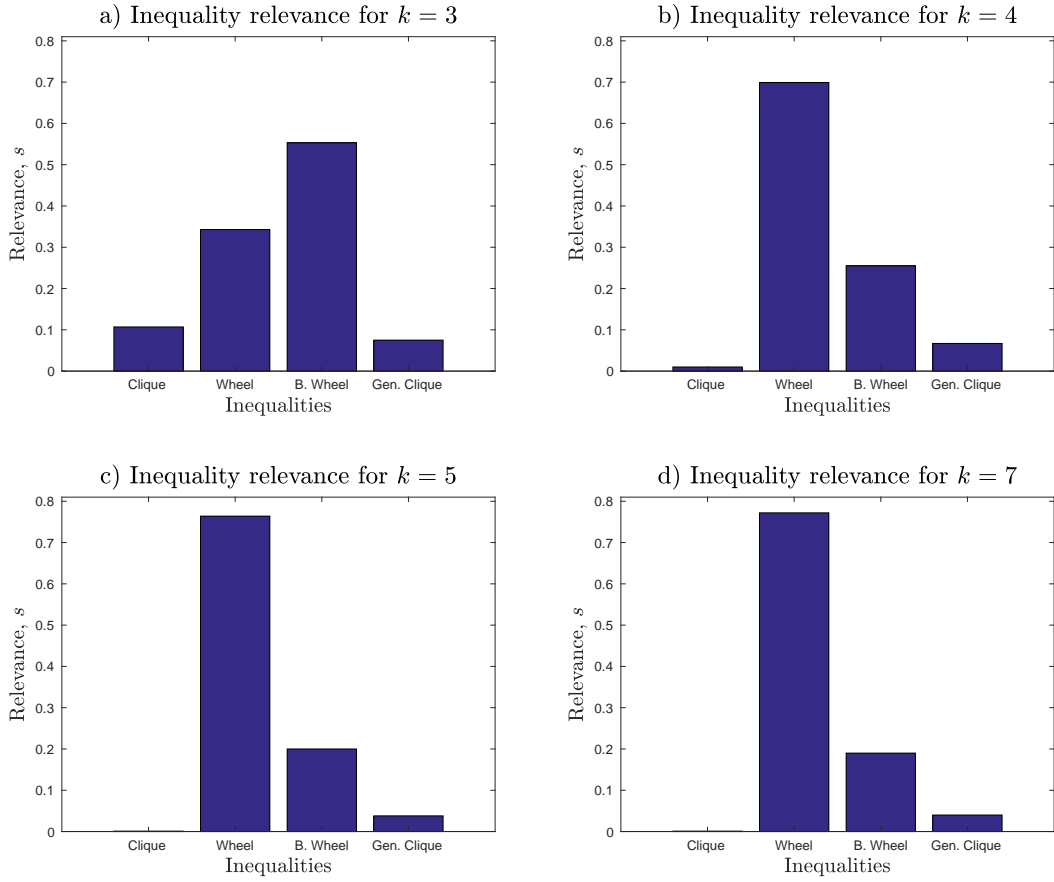 a) Inequality relevance for k = 3
0.8
0.7
0.6
0.5
0.4
0.3
0.2
0.1
0
Relevance, s
Clique Wheel B. Wheel Gen. Clique
Inequalities
b) Inequality relevance for k = 4
0.8
0.7
0.6
0.5
0.4
0.3
0.2
0.1
0
Relevance, s
Clique Wheel B. Wheel Gen. Clique
Inequalities
c) Inequality relevance for k = 5
0.8
0.7
0.6
0.5
0.4
0.3
0.2
0.1
0
Relevance, s
Clique Wheel B. Wheel Gen. Clique
Inequalities
d) Inequality relevance for k = 7
0.8
0.7
0.6
0.5
0.4
0.3
0.2
0.1
0
Relevance, s
Clique Wheel B. Wheel Gen. Clique
Inequalities